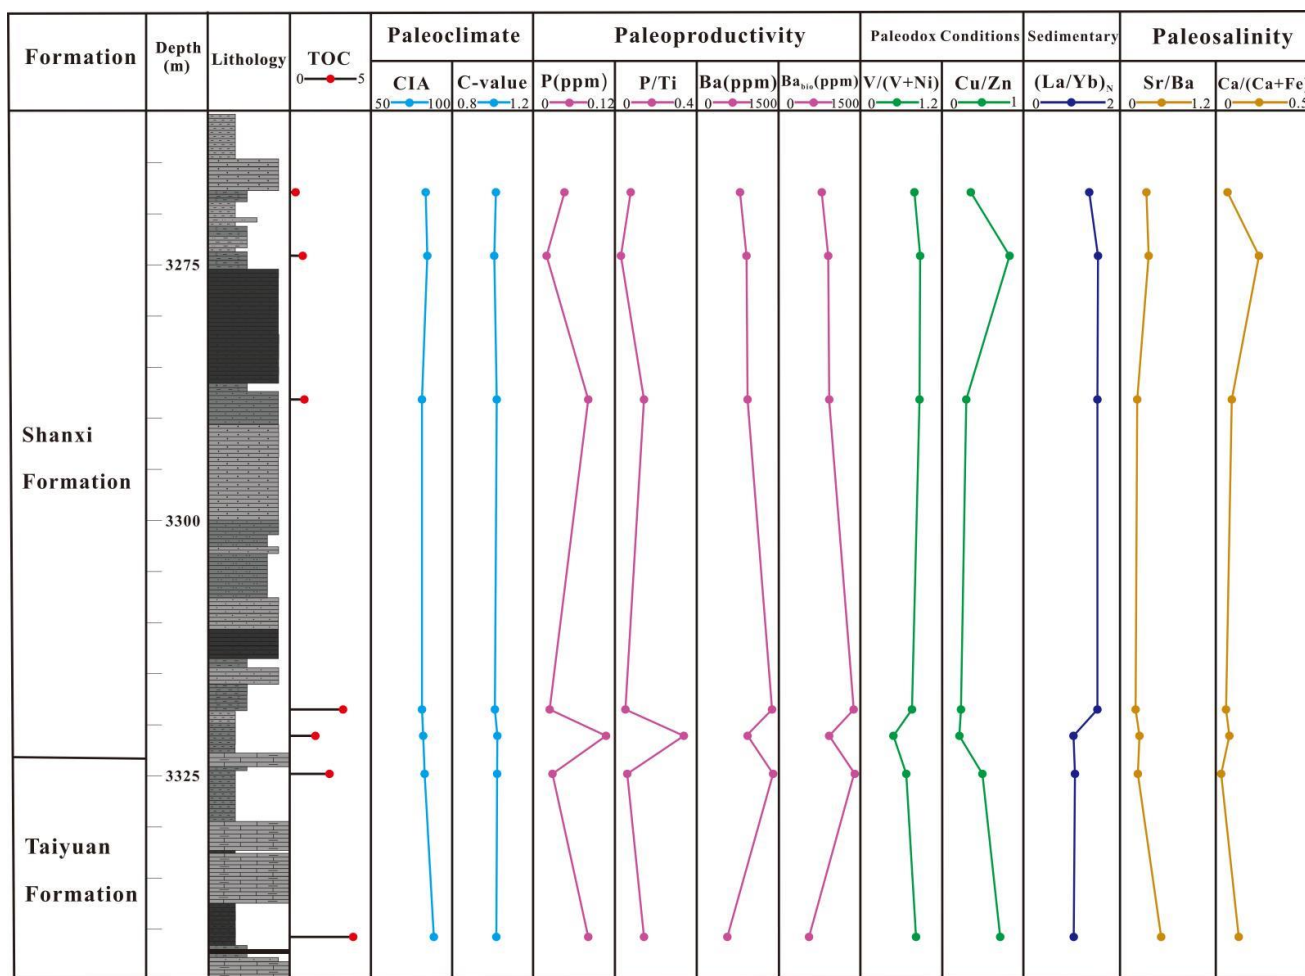 Formation
Depth
(m)
Lithology
TOC
0 5
Paleoclimate
Paleoproductivity
Paleodox Conditions
Sedimentary
Paleosalinity
CIA
50 100
C-value
0.8 1.2
P(ppm)
0 0.12
P/Ti
0 0.4
Ba(ppm)
0 1500
Babio(ppm)
0 1500
V/(V+Ni)
0 1.2
Cu/Zn
0 1
(La/Yb)N
0 2
Sr/Ba
0 1.2
Ca/(Ca+Fe)
0 0.5
3275
Shanxi
Formation
3300
3325
Taiyuan
Formation